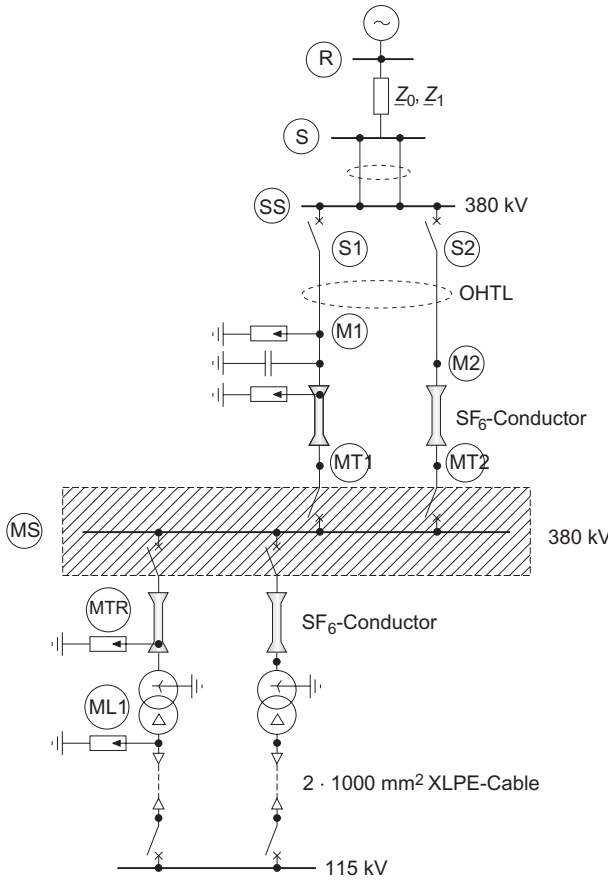 R
Z0, Z1
S
SS
380 kV
S1
S2
OHTL
M1
M2
SF6-Conductor
MT1
MT2
MS
380 kV
MTR
SF6-Conductor
ML1
2 · 1000 mm² XLPE-Cable
115 kV